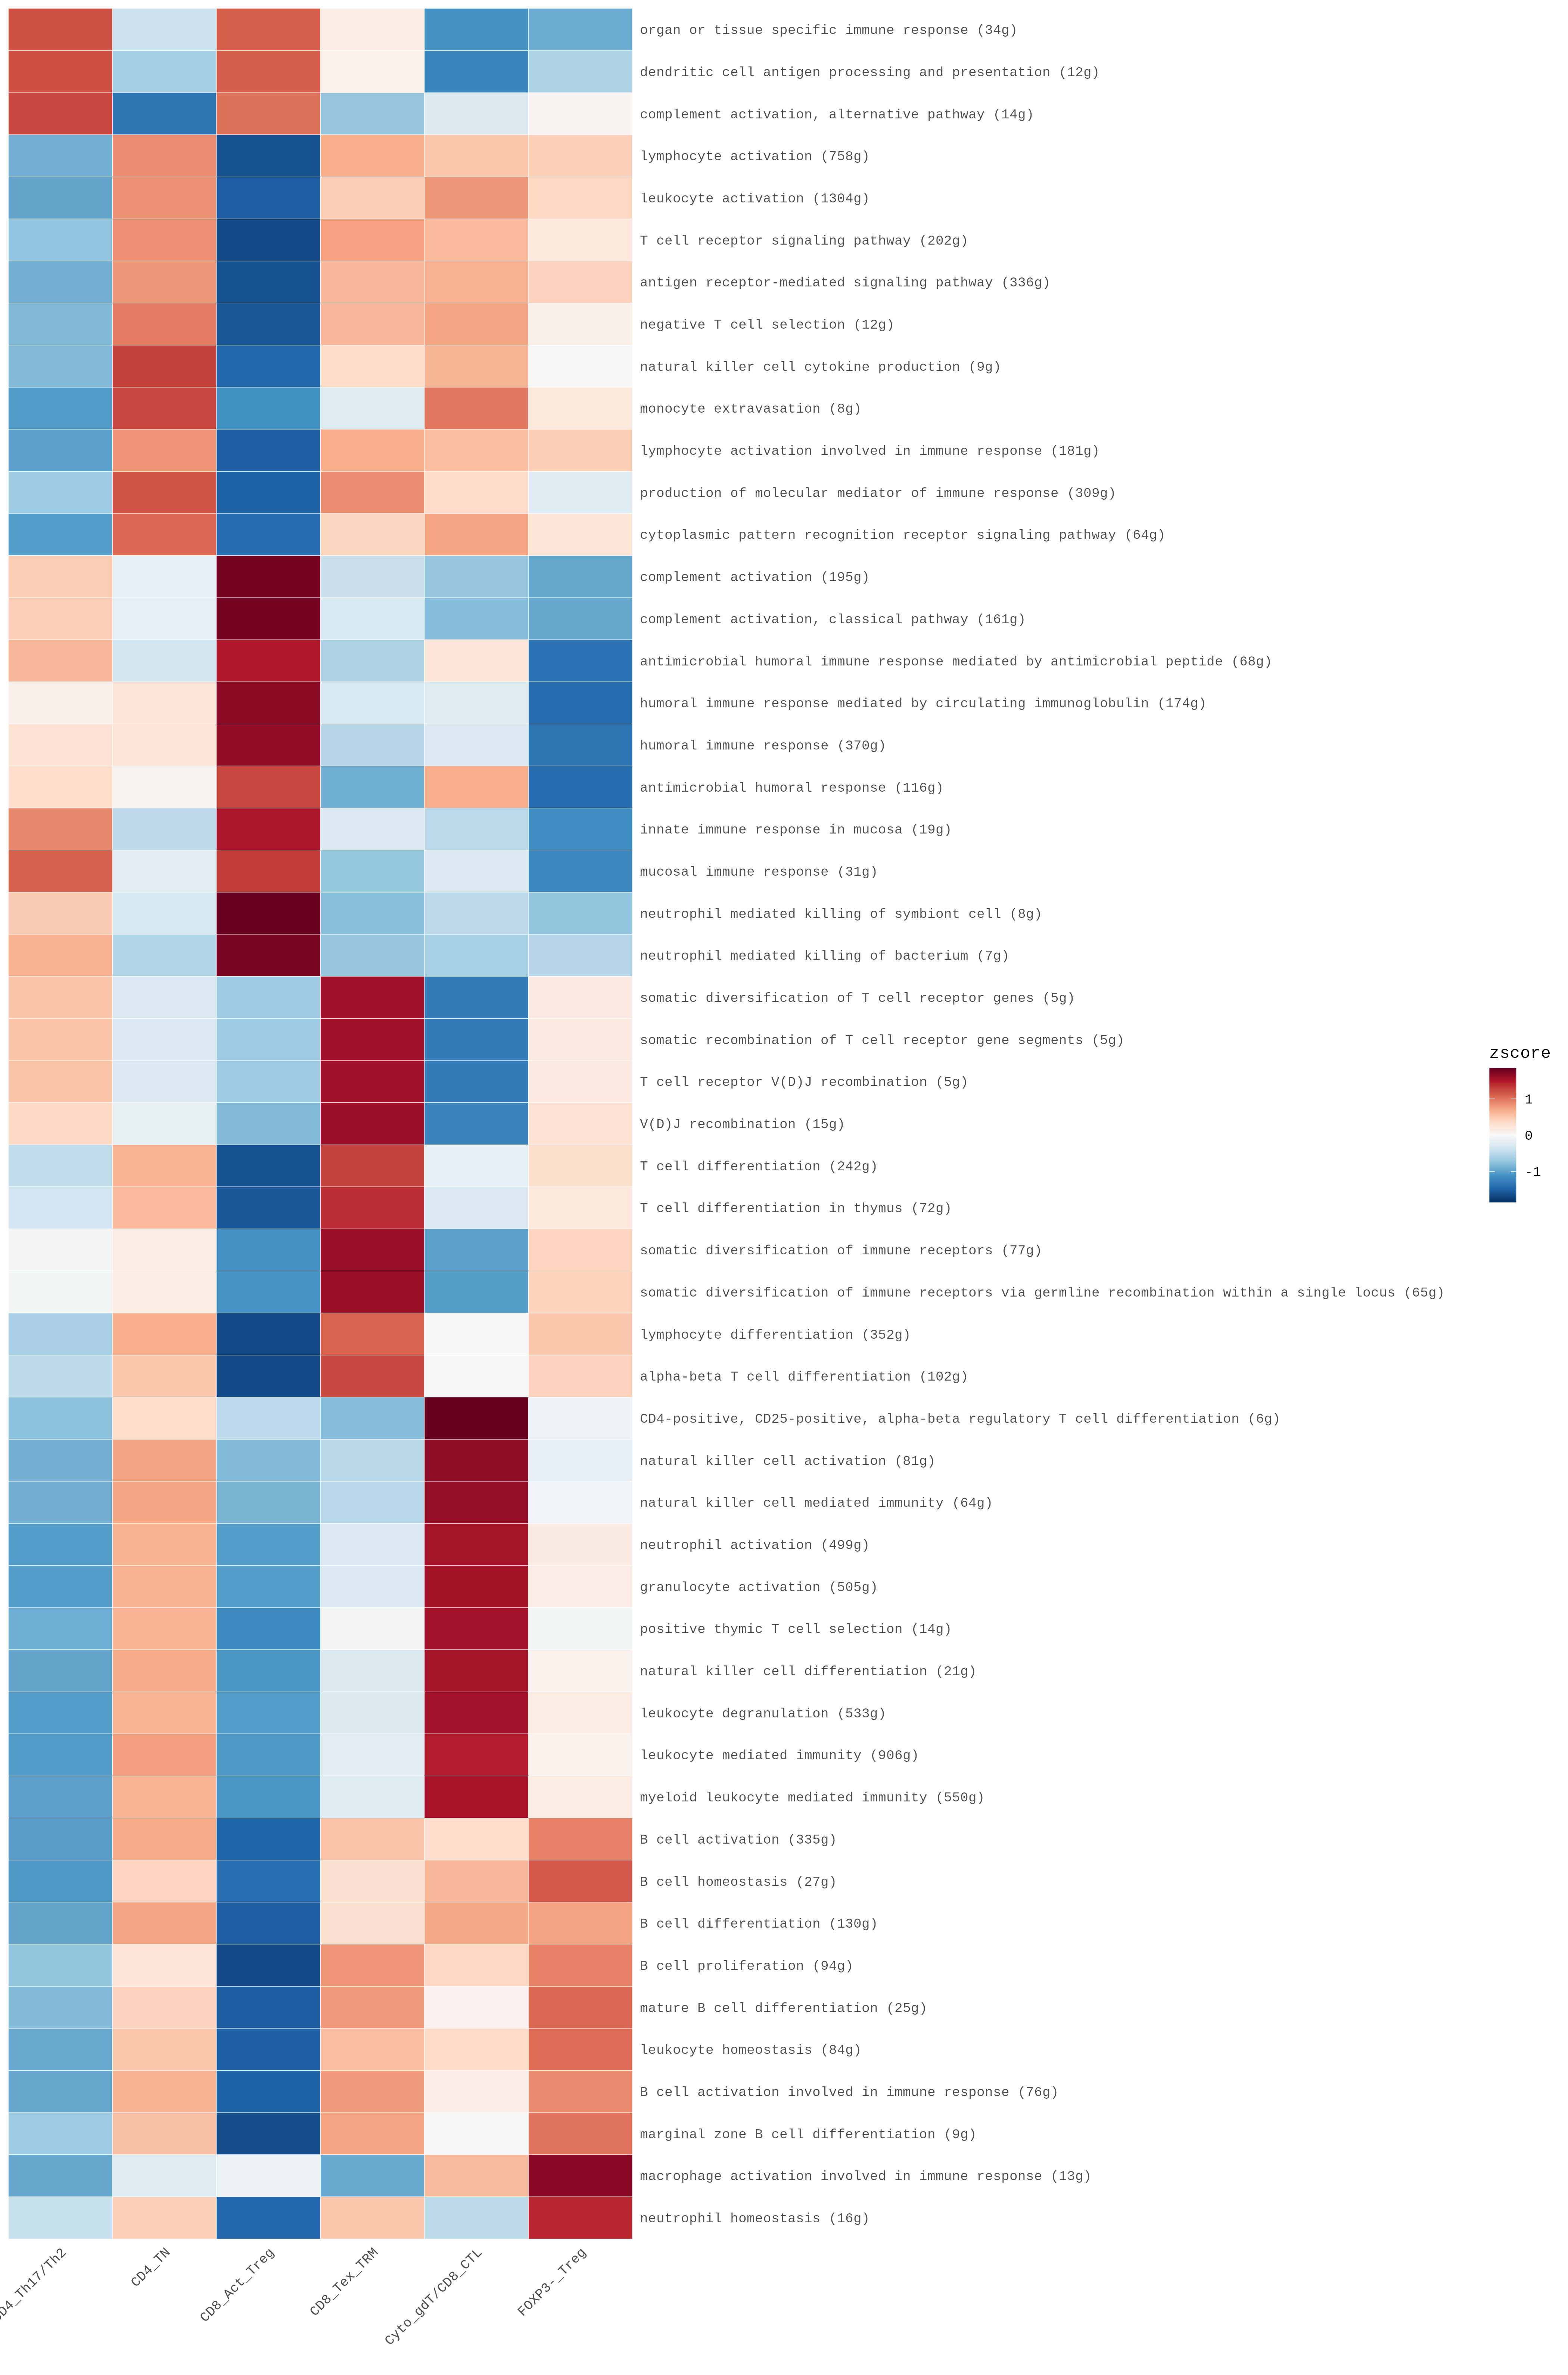 organ or tissue specific immune response (34g)
dendritic cell antigen processing and presentation (12g)
complement activation, alternative pathway (14g)
lymphocyte activation (758g)
leukocyte activation (1304g)
T cell receptor signaling pathway (202g)
antigen receptor-mediated signaling pathway (336g)
negative T cell selection (12g)
natural killer cell cytokine production (9g)
monocyte extravasation (8g)
lymphocyte activation involved in immune response (181g)
production of molecular mediator of immune response (309g)
cytoplasmic pattern recognition receptor signaling pathway (64g)
complement activation (195g)
complement activation, classical pathway (161g)
antimicrobial humoral immune response mediated by antimicrobial peptide (68g)
humoral immune response mediated by circulating immunoglobulin (174g)
humoral immune response (370g)
antimicrobial humoral response (116g)
innate immune response in mucosa (19g)
mucosal immune response (31g)
neutrophil mediated killing of symbiont cell (8g)
neutrophil mediated killing of bacterium (7g)
somatic diversification of T cell receptor genes (5g)
somatic recombination of T cell receptor gene segments (5g)
T cell receptor V(D)J recombination (5g)
V(D)J recombination (15g)
T cell differentiation (242g)
T cell differentiation in thymus (72g)
somatic diversification of immune receptors (77g)
somatic diversification of immune receptors via germline recombination within a single locus (65g)
lymphocyte differentiation (352g)
alpha-beta T cell differentiation (102g)
CD4-positive, CD25-positive, alpha-beta regulatory T cell differentiation (6g)
natural killer cell activation (81g)
natural killer cell mediated immunity (64g)
neutrophil activation (499g)
granulocyte activation (505g)
positive thymic T cell selection (14g)
natural killer cell differentiation (21g)
leukocyte degranulation (533g)
leukocyte mediated immunity (906g)
myeloid leukocyte mediated immunity (550g)
B cell activation (335g)
B cell homeostasis (27g)
B cell differentiation (130g)
B cell proliferation (94g)
mature B cell differentiation (25g)
leukocyte homeostasis (84g)
B cell activation involved in immune response (76g)
marginal zone B cell differentiation (9g)
macrophage activation involved in immune response (13g)
neutrophil homeostasis (16g)
zscore
1
0
-1
D4_Th17/Th2
CD4_TN
CD8_Act_Treg
CD8_Tex_TRM
Cyto_gdT/CD8_CTL
FOXP3-_Treg